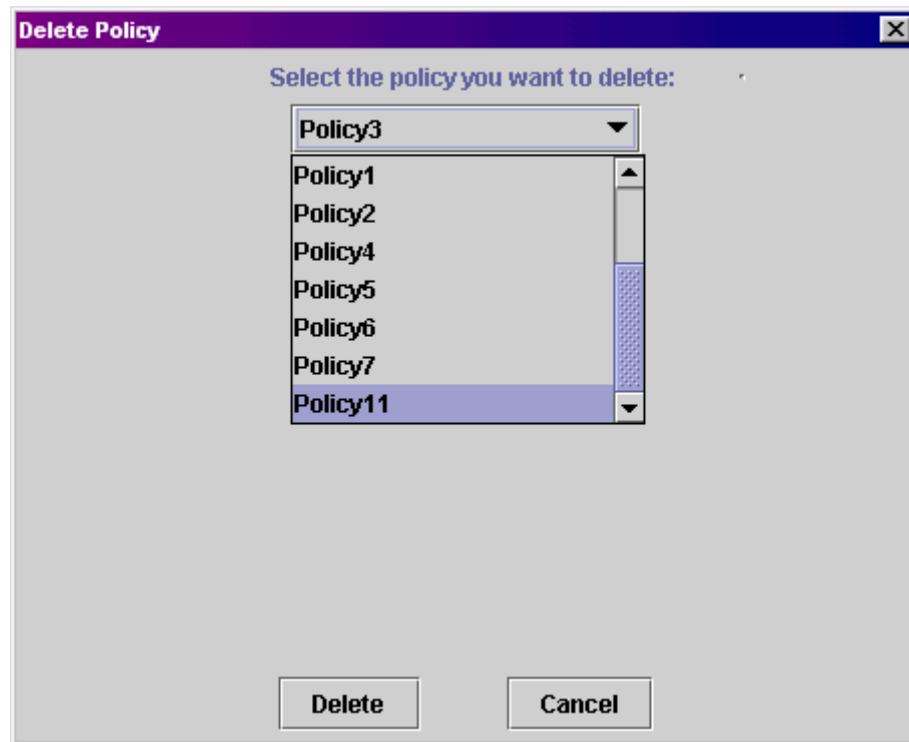 Delete Policy
Select the policy you want to delete:
Policy3
Policy1
Policy2
Policy4
Policy5
Policy6
Policy7
Policy11
Delete Cancel